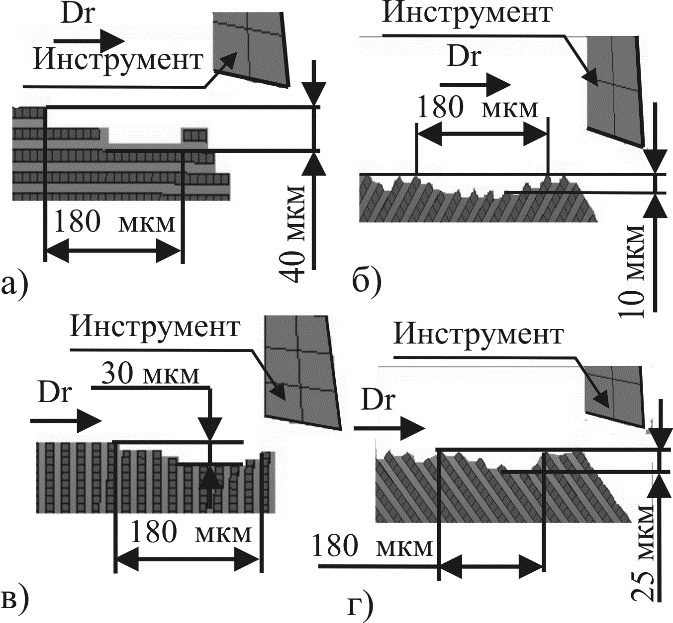 Dr
Инструмент
180 мкм
40 мкм
а)
Инструмент
Dr
180 мкм
10 мкм
б)
Инструмент
Dr
30 мкм
180 мкм
в)
Инструмент
Dr
180 мкм
25 мкм
г)